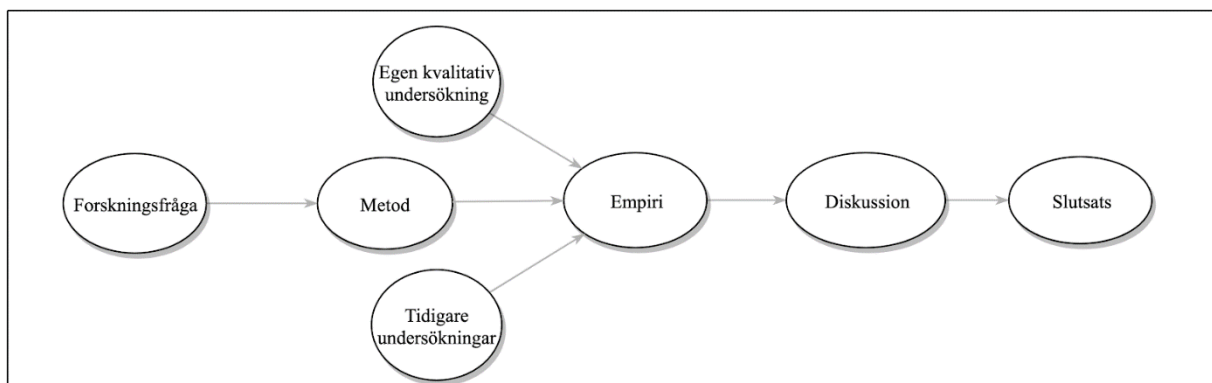 Egen kvalitativ
undersökning
Forskningsfråga
Metod
Empiri
Diskussion
Slutsats
Tidigare
undersökningar